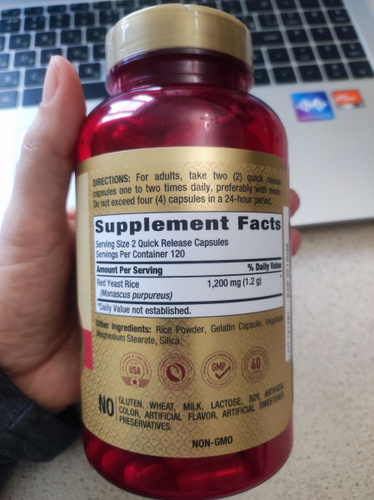 DIRECTIONS: For adults, take two (2) quick release
capsules one to two times daily, preferably with meals.
Do not exceed four (4) capsules in a 24-hour period.
Supplement Facts
Serving Size 2 Quick Release Capsules
Servings Per Container 120
Amount Per Serving % Daily Value
Red Yeast Rice 1,200 mg (1.2 g) *
(Monascus purpureus)
*Daily Value not established.
Other Ingredients: Rice Powder, Gelatin Capsule, Vegetable
Magnesium Stearate, Silica.
USA
GMP
40
NO GLUTEN, WHEAT, MILK, LACTOSE, SOY, ARTIFICIAL
COLOR, ARTIFICIAL FLAVOR, ARTIFICIAL SWEETENER,
PRESERVATIVES.
NON-GMO